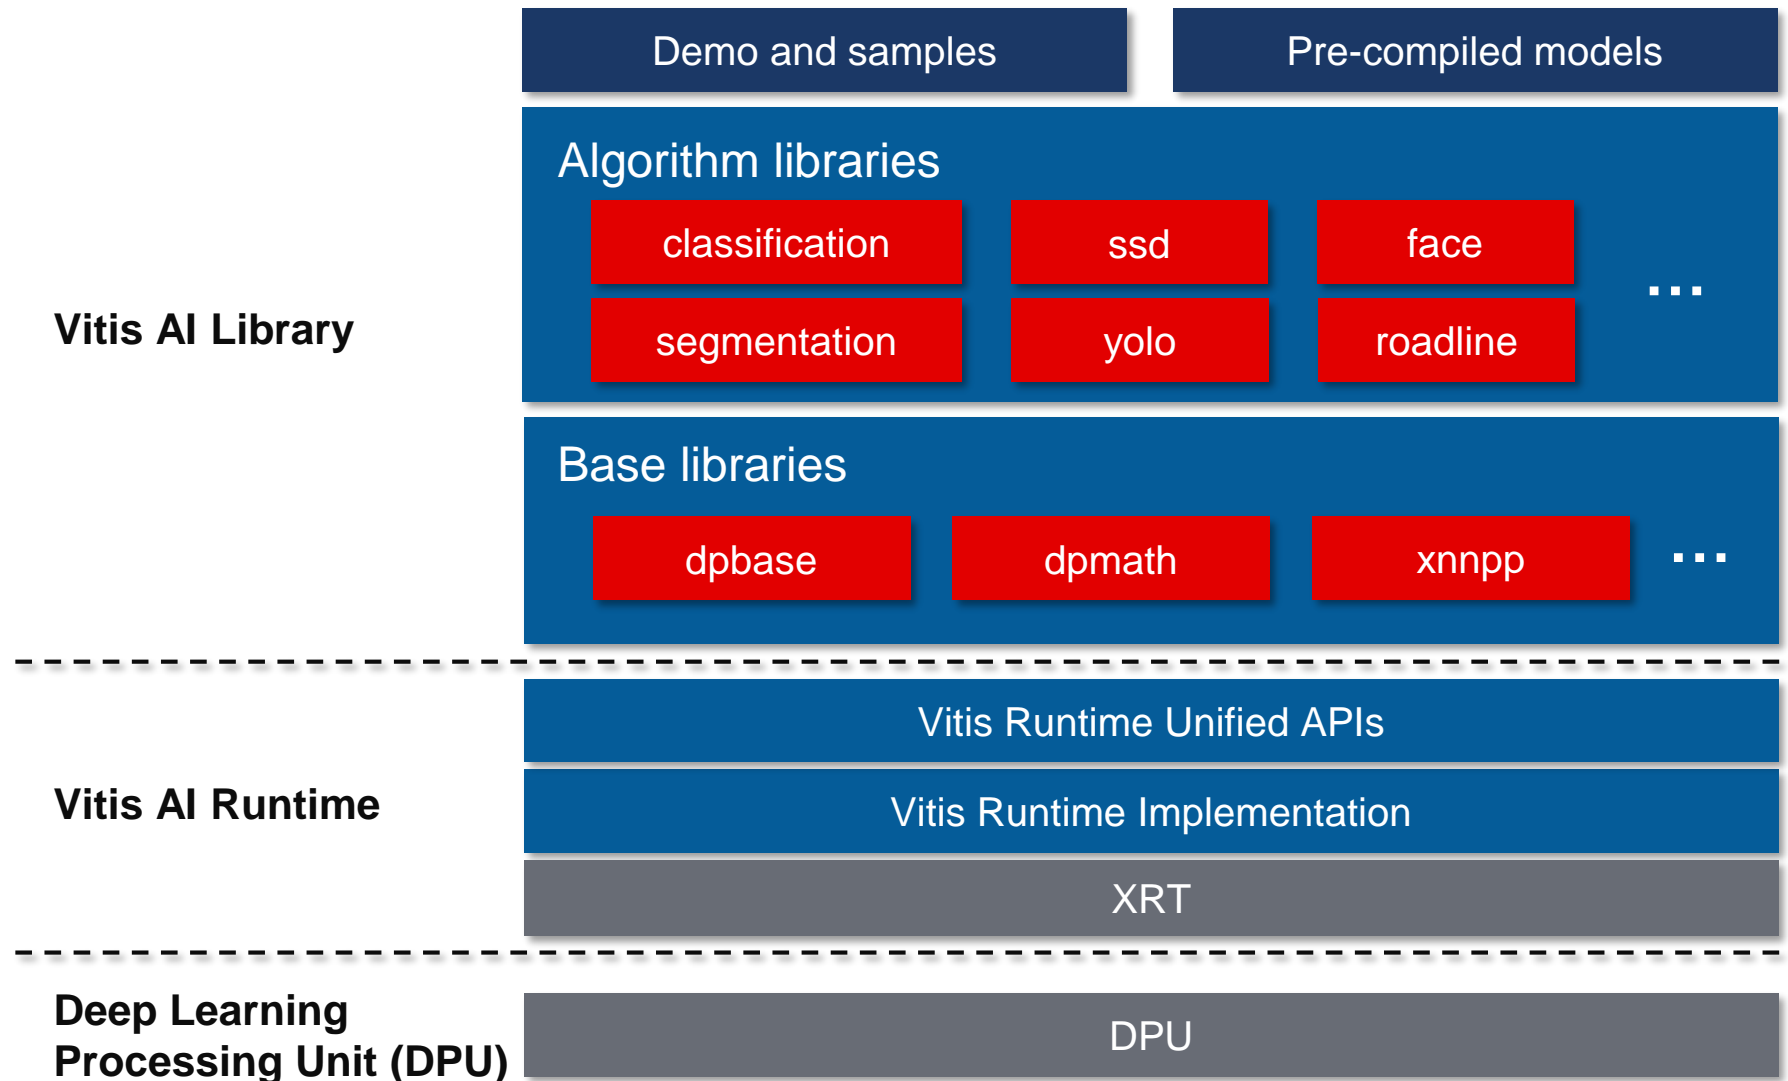 Demo and samples
Pre-compiled models
Algorithm libraries
classification
ssd
face
...
segmentation
yolo
roadline
Vitis AI Library
Base libraries
dpbase
dpmath
xnnpp
...
Vitis Runtime Unified APIs
Vitis AI Runtime
Vitis Runtime Implementation
XRT
Deep Learning
Processing Unit (DPU)
DPU